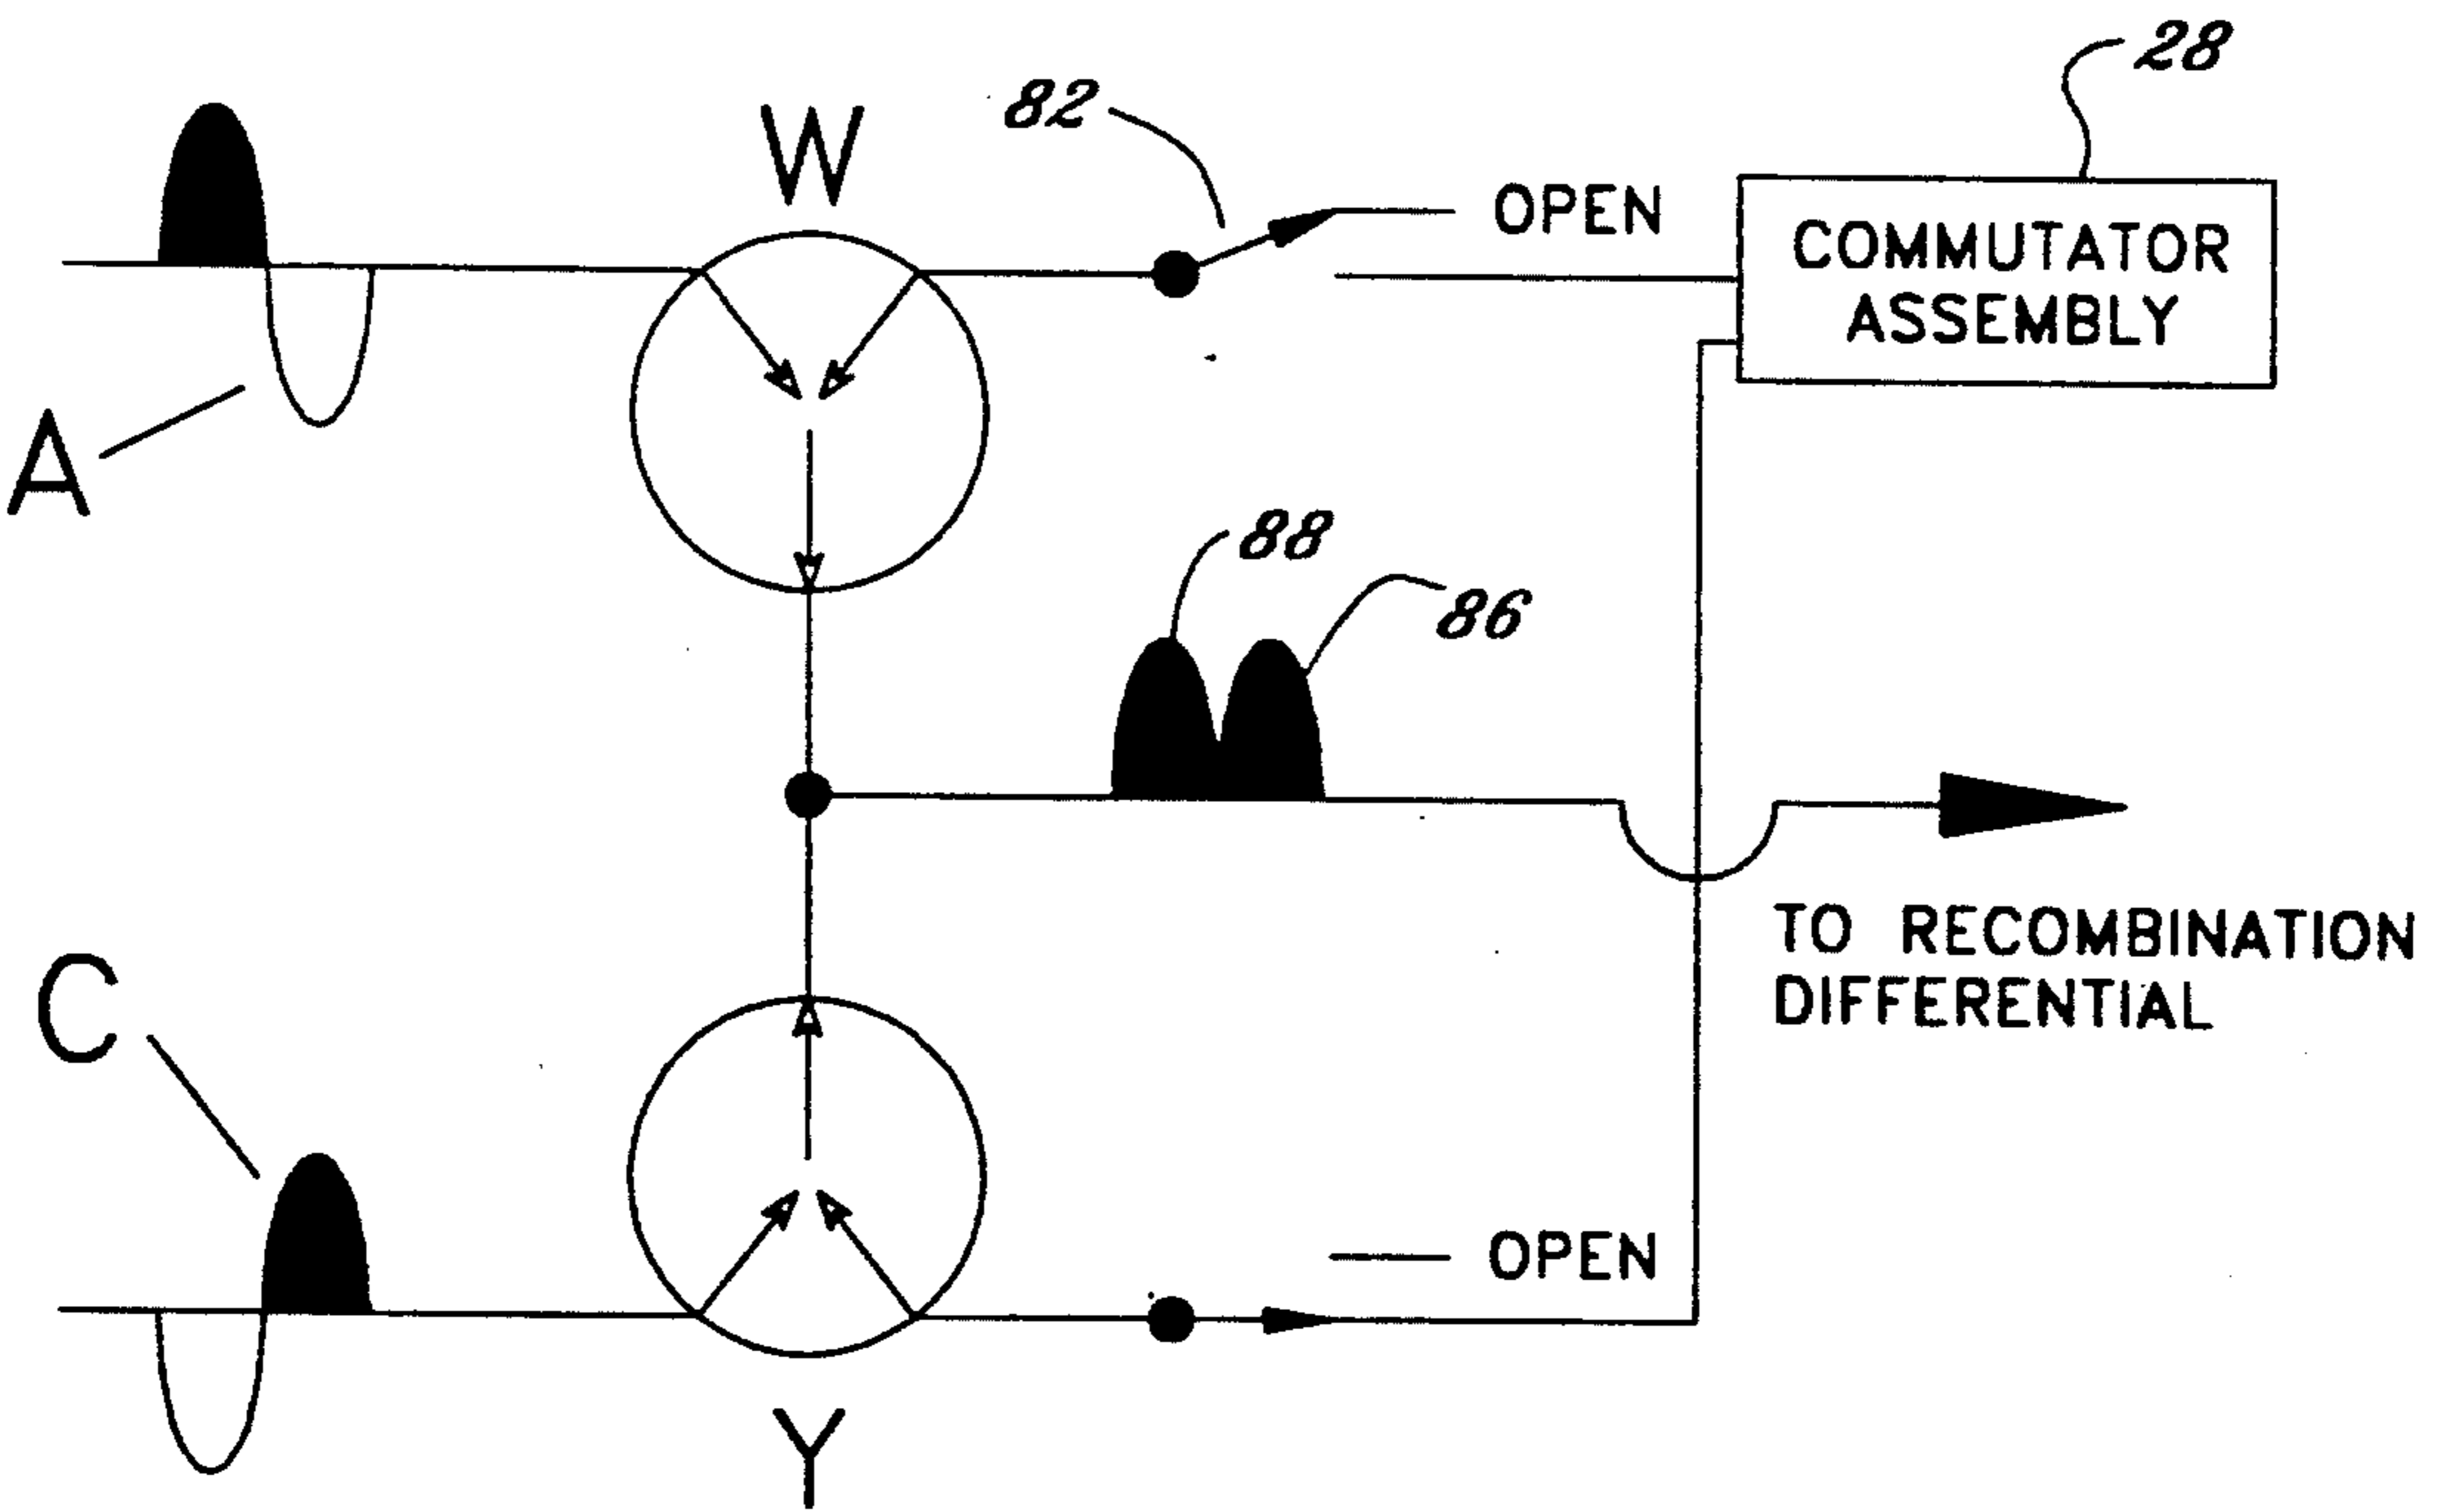 28
82
W
OPEN
COMMUTATOR
ASSEMBLY
A
88
86
TO RECOMBINATION
DIFFERENTIAL
C
OPEN
Y